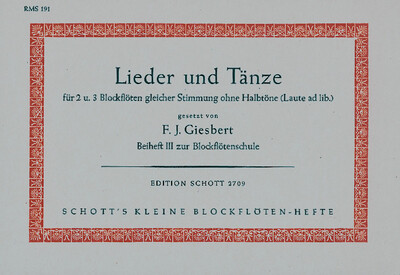 RMS 191
Lieder und Tänze
für 2 u. 3 Blockflöten gleicher Stimmung ohne Halbtöne (Laute ad lib.)
gesetzt von
F. J. Giesbert
Beiheft III zur Blockflötenschule
EDITION SCHOTT 2709
SCHOTT'S KLEINE BLOCKFLÖTEN-HEFTE